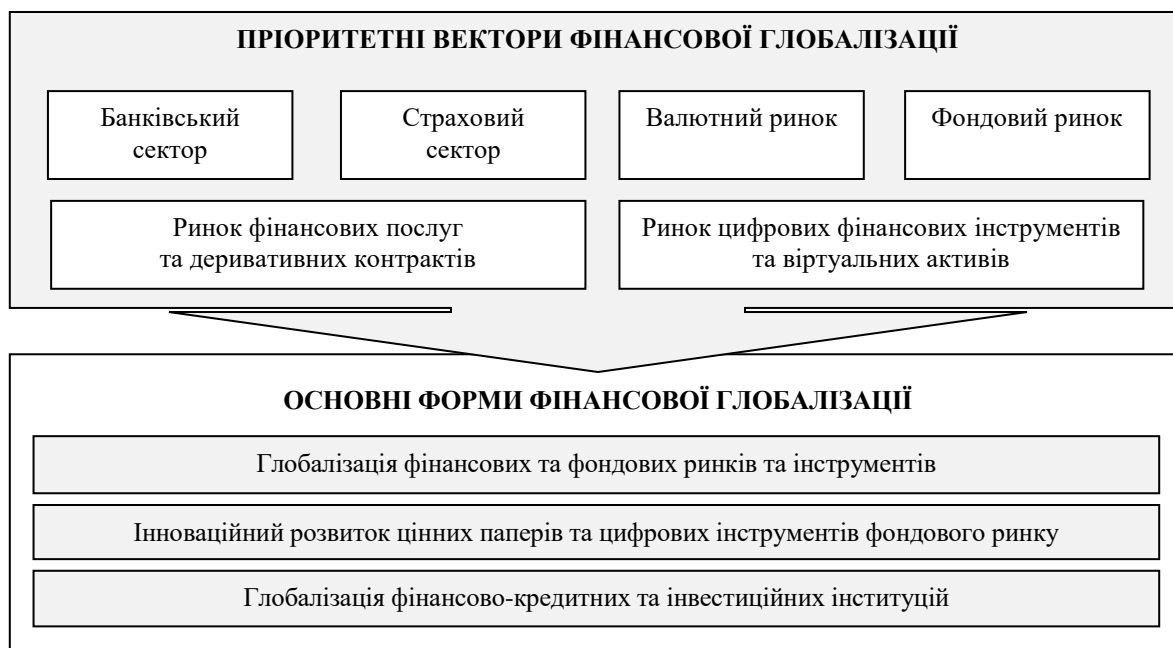 ПРІОРИТЕТНІ ВЕКТОРИ ФІНАНСОВОЇ ГЛОБАЛІЗАЦІЇ
Банківський
сектор
Страховий
сектор
Валютний ринок
Фондовий ринок
Ринок фінансових послуг
та деривативних контрактів
Ринок цифрових фінансових інструментів
та віртуальних активів
ОСНОВНІ ФОРМИ ФІНАНСОВОЇ ГЛОБАЛІЗАЦІЇ
Глобалізація фінансових та фондових ринків та інструментів
Інноваційний розвиток цінних паперів та цифрових інструментів фондового ринку
Глобалізація фінансово-кредитних та інвестиційних інституцій